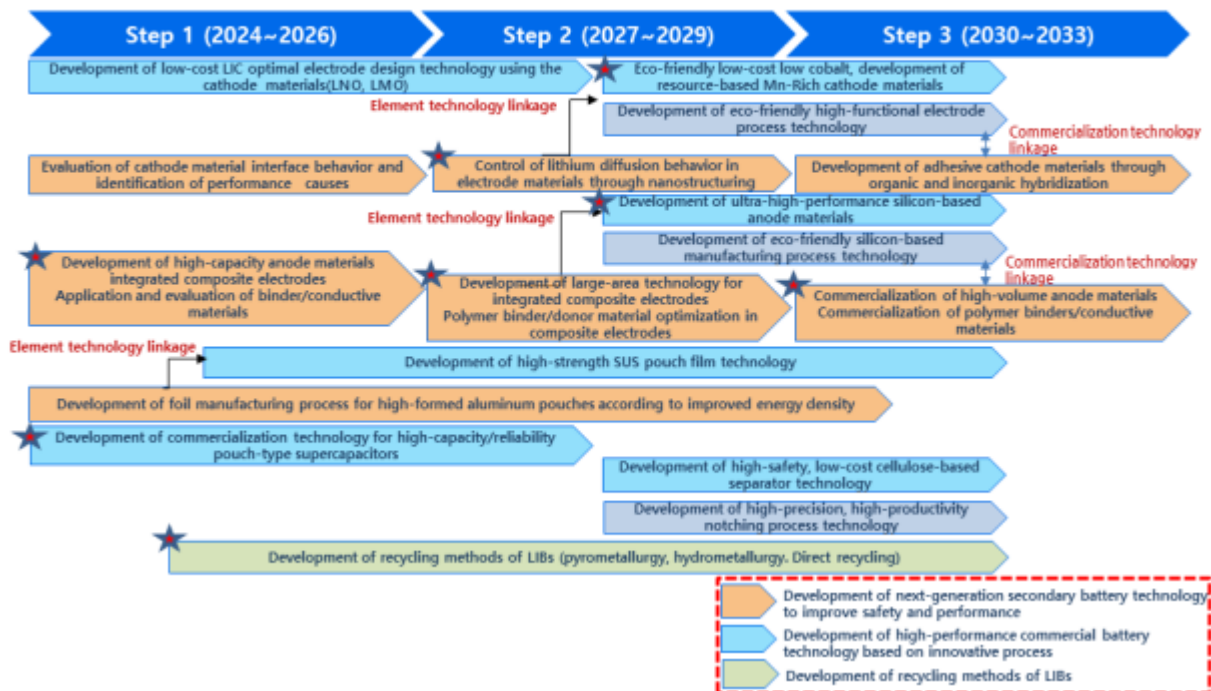 Step 1 (2024~2026)
Step 2 (2027~2029)
Step 3 (2030~2033)
Development of low-cost LIC optimal electrode design technology using the
cathode materials(LNO, LMO)
Eco-friendly low-cost low cobalt, development of
resource-based Mn-Rich cathode materials
Element technology linkage
Development of eco-friendly high-functional electrode
process technology
Commercialization technology
linkage
Evaluation of cathode material interface behavior and
identification of performance causes
Control of lithium diffusion behavior in
electrode materials through nanostructuring
Development of adhesive cathode materials through
organic and inorganic hybridization
Element technology linkage
Development of ultra-high-performance silicon-based
anode materials
Development of eco-friendly silicon-based
manufacturing process technology
Commercialization technology
linkage
Development of high-capacity anode materials
integrated composite electrodes
Application and evaluation of binder/conductive
materials
Development of large-area technology for
integrated composite electrodes
Polymer binder/donor material optimization in
composite electrodes
Commercialization of high-volume anode materials
Commercialization of polymer binders/conductive
materials
Element technology linkage
Development of high-strength SUS pouch film technology
Development of foil manufacturing process for high-formed aluminum pouches according to improved energy density
Development of commercialization technology for high-capacity/reliability
pouch-type supercapacitors
Development of high-safety, low-cost cellulose-based
separator technology
Development of high-precision, high-productivity
notching process technology
Development of recycling methods of LIBs (pyrometallurgy, hydrometallurgy. Direct recycling)
Development of next-generation secondary battery technology
to improve safety and performance
Development of high-performance commercial battery
technology based on innovative process
Development of recycling methods of LIBs